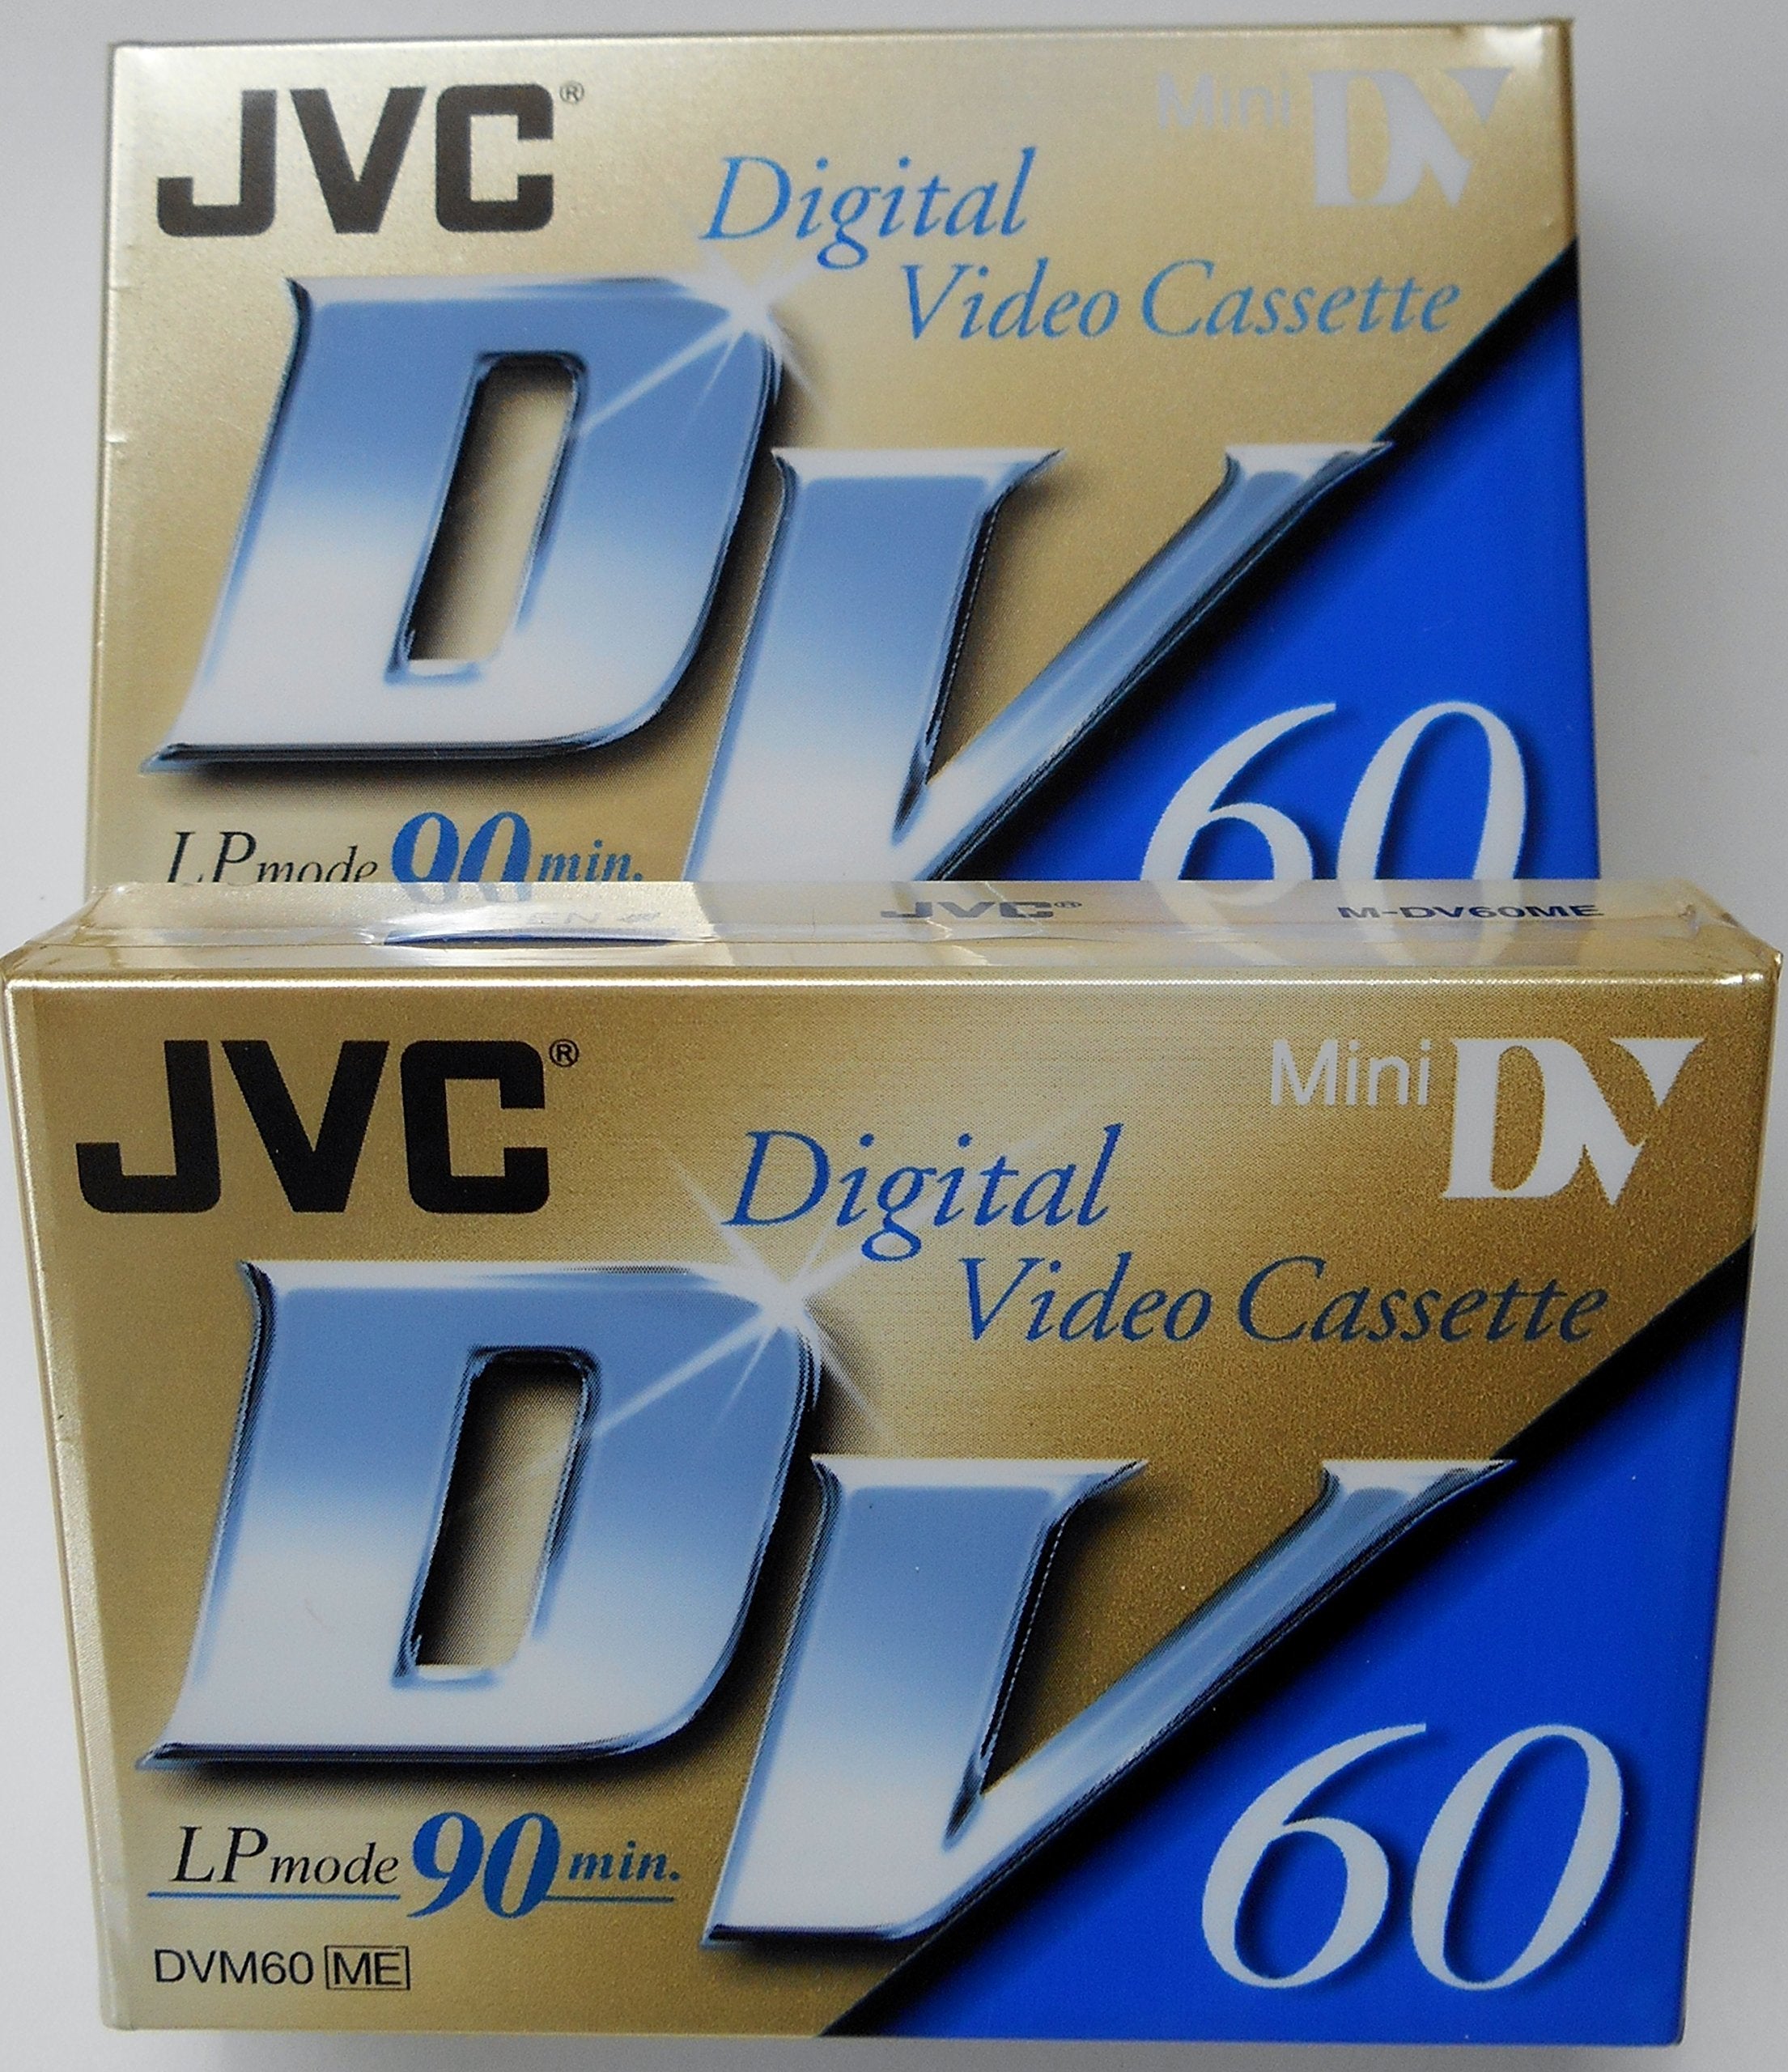 JVC®
Mini DV
Digital
Video Cassette
DV
60
LP mode 90 min.
JVC® M-DV60ME
JVC®
Mini DV
Digital
Video Cassette
DV
LP mode 90 min.
60
DVM60 ME